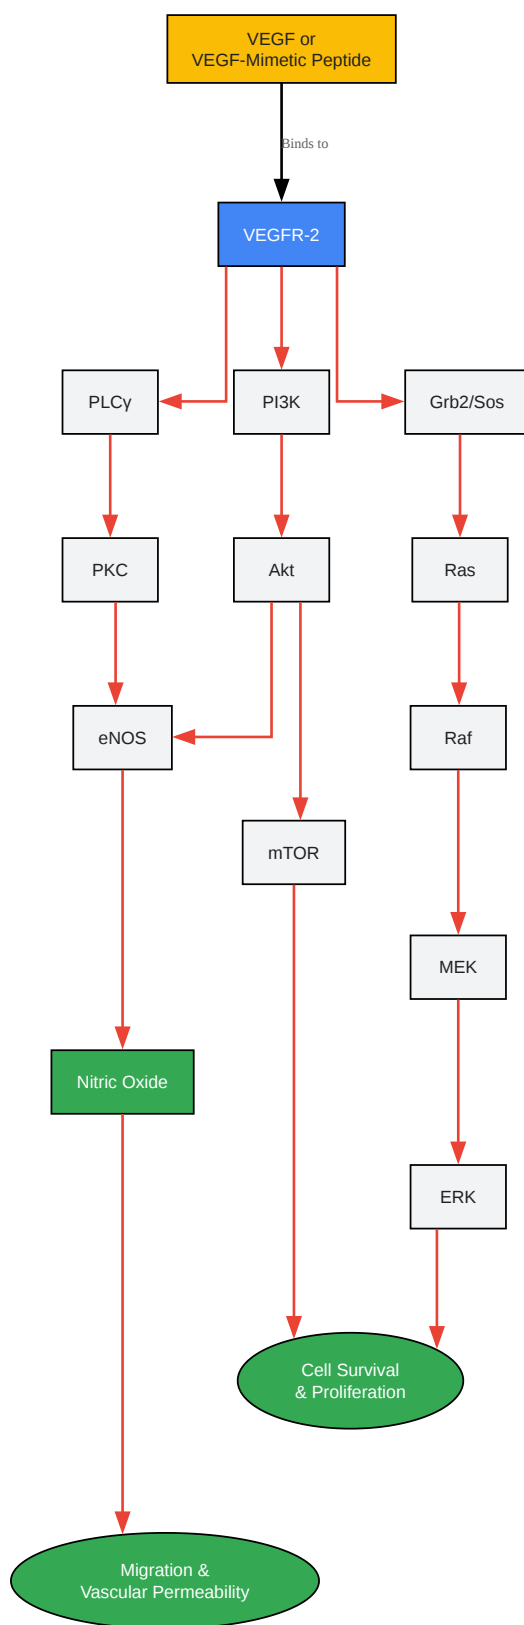 VEGF or
VEGF-Mimetic Peptide
Binds to
VEGFR-2
PLCγ
PI3K
Grb2/Sos
PKC
Akt
Ras
eNOS
Raf
mTOR
MEK
Nitric Oxide
ERK
Cell Survival
& Proliferation
Migration &
Vascular Permeability